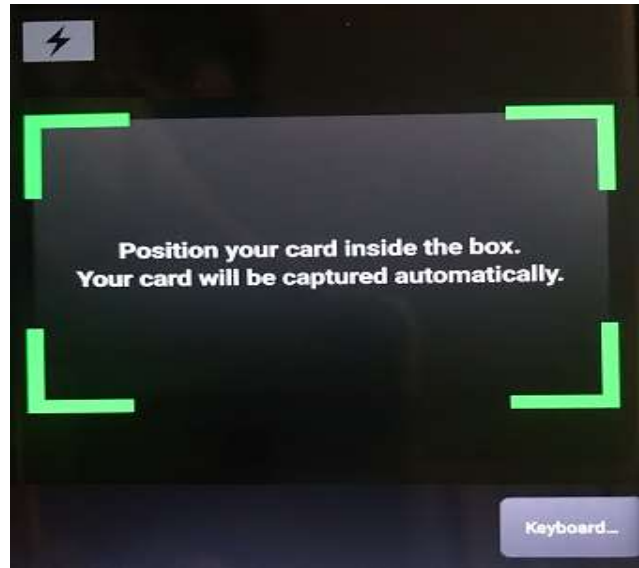 Position your card inside the box.
Your card will be captured automatically.
Keyboard...